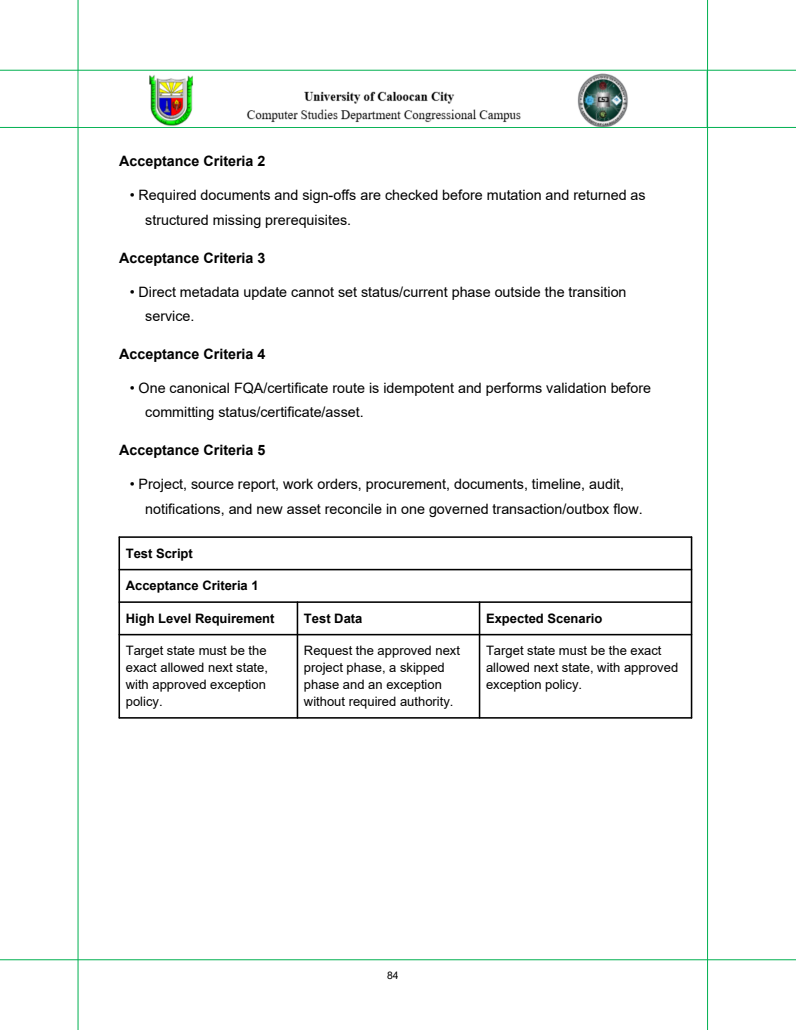 University of Caloocan City
Computer Studies Department Congressional Campus
Acceptance Criteria 2
• Required documents and sign-offs are checked before mutation and returned as
structured missing prerequisites.
Acceptance Criteria 3
• Direct metadata update cannot set status/current phase outside the transition
service.
Acceptance Criteria 4
• One canonical FQA/certificate route is idempotent and performs validation before
committing status/certificate/asset.
Acceptance Criteria 5
• Project, source report, work orders, procurement, documents, timeline, audit,
notifications, and new asset reconcile in one governed transaction/outbox flow.
Test Script
Acceptance Criteria 1
High Level Requirement
Test Data
Expected Scenario
Target state must be the
exact allowed next state,
with approved exception
policy.
Request the approved next
project phase, a skipped
phase and an exception
without required authority.
Target state must be the exact
allowed next state, with approved
exception policy.
84